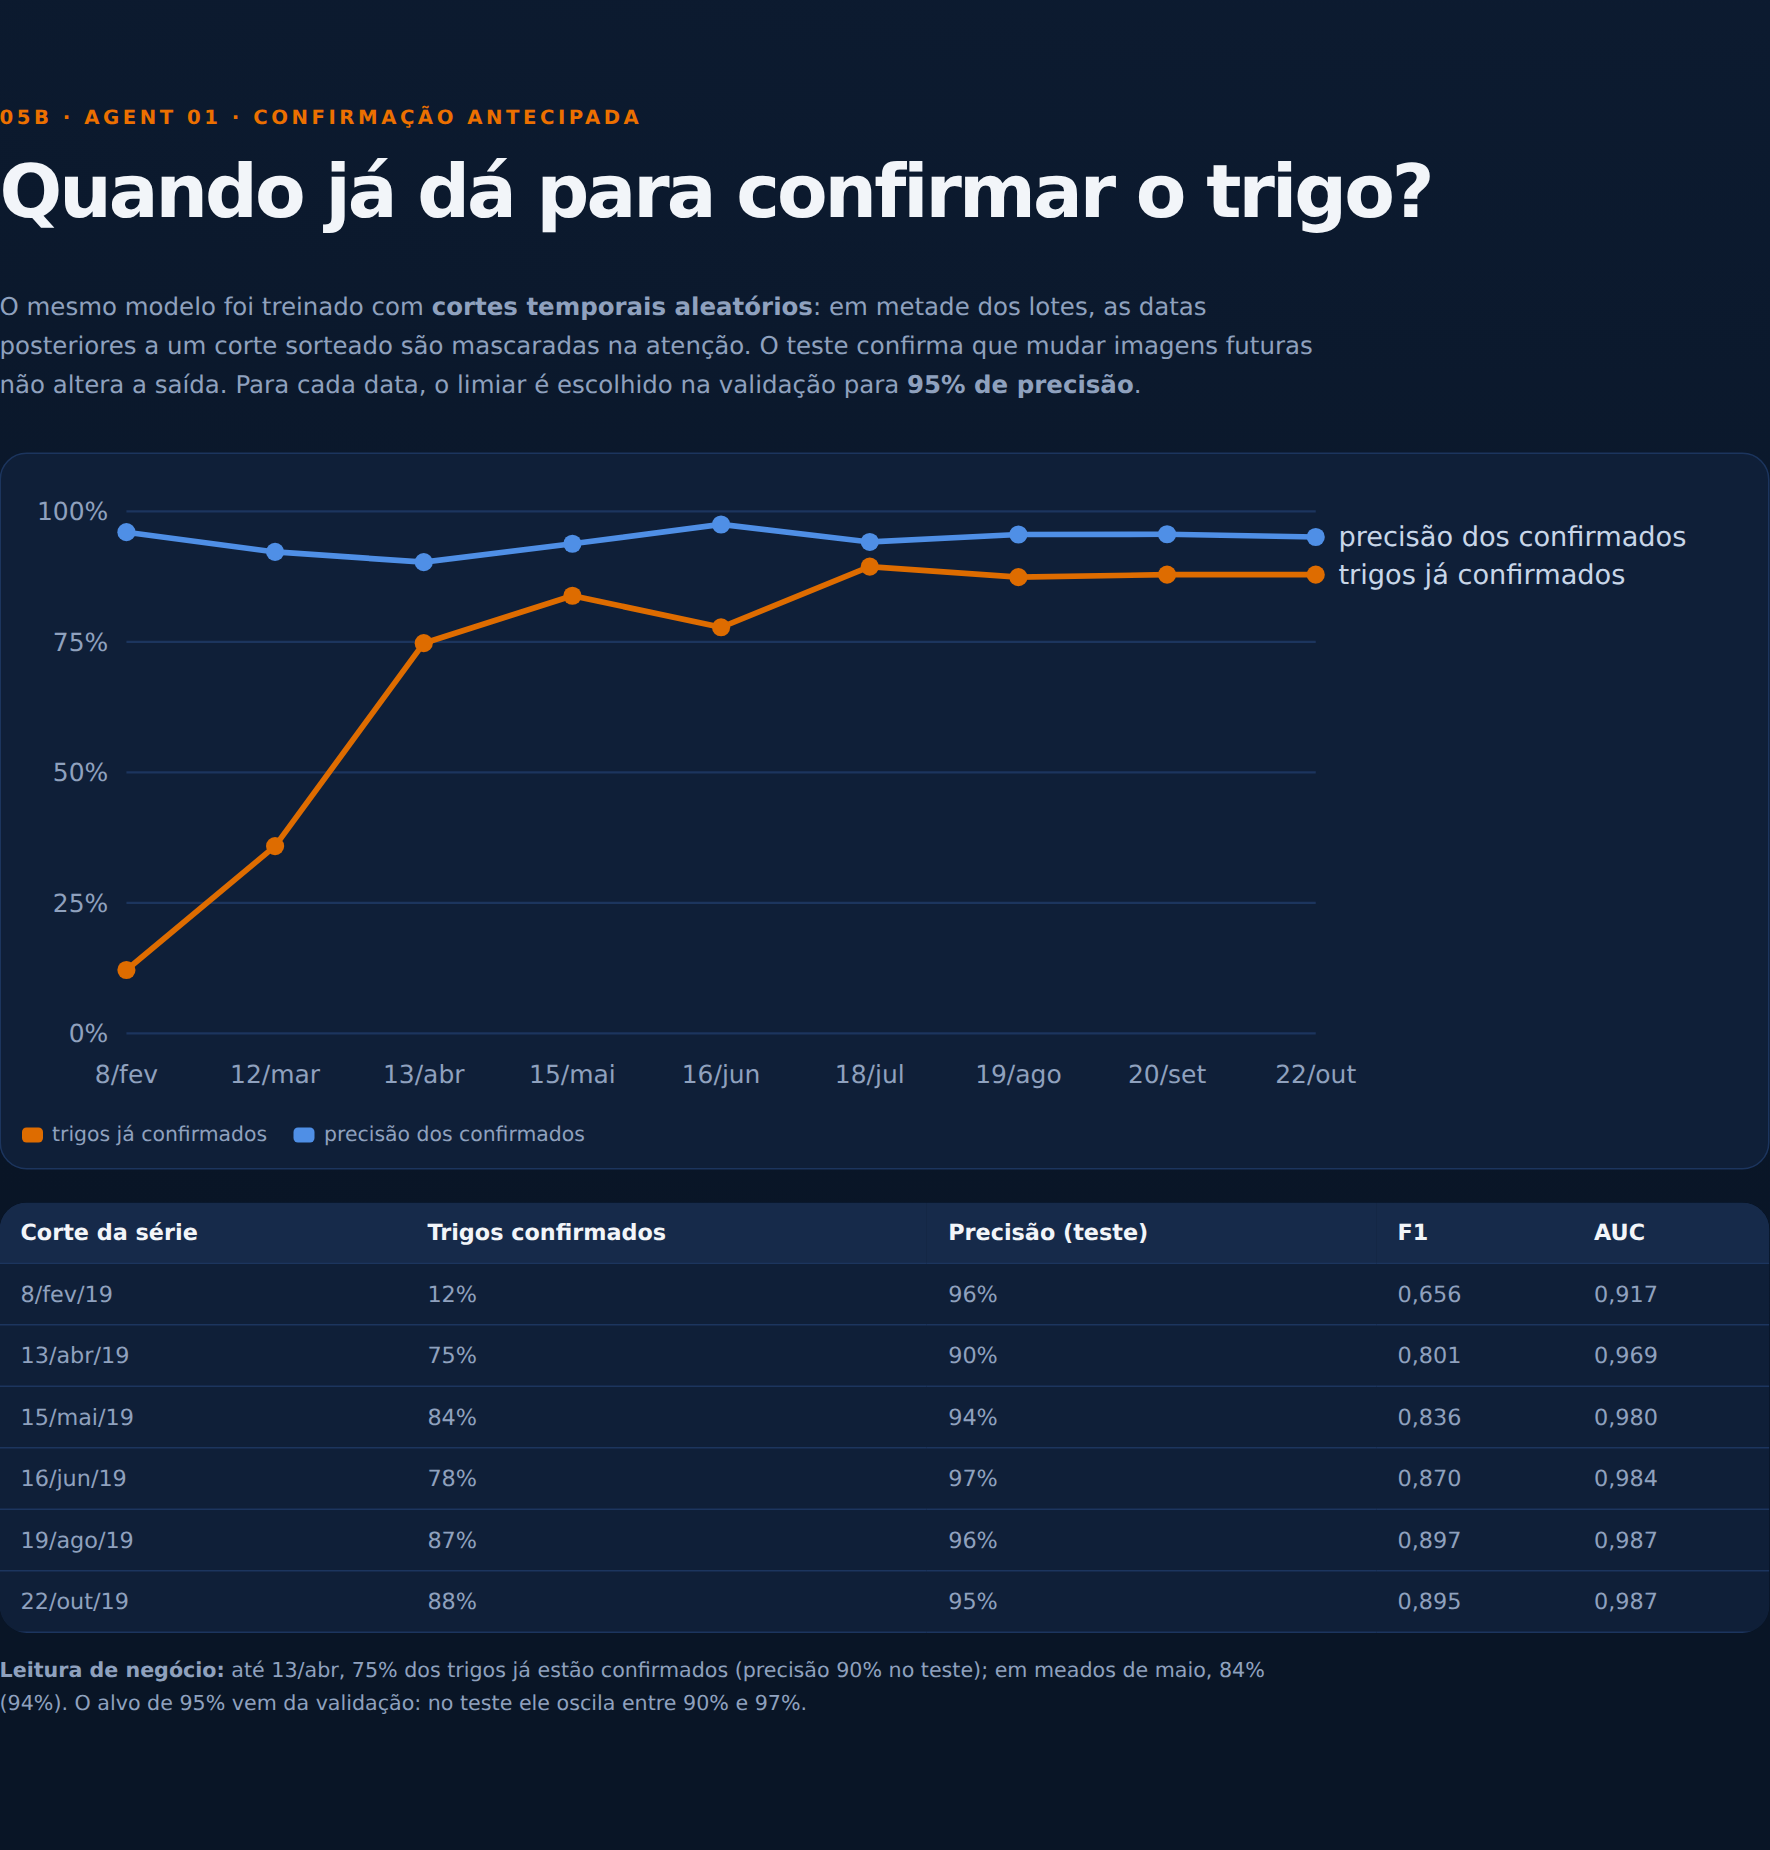 05B · AGENT 01 · CONFIRMAÇÃO ANTECIPADA
Quando já dá para confirmar o trigo?
O mesmo modelo foi treinado com cortes temporais aleatórios: em metade dos lotes, as datas
posteriores a um corte sorteado são mascaradas na atenção. O teste confirma que mudar imagens futuras
não altera a saída. Para cada data, o limiar é escolhido na validação para 95% de precisão.
100%
75%
50%
25%
0%
precisão dos confirmados
trigos já confirmados
8/fev 12/mar 13/abr 15/mai 16/jun 18/jul 19/ago 20/set 22/out
trigos já confirmados precisão dos confirmados
Corte da série Trigos confirmados Precisão (teste) F1 AUC
8/fev/19 12% 96% 0,656 0,917
13/abr/19 75% 90% 0,801 0,969
15/mai/19 84% 94% 0,836 0,980
16/jun/19 78% 97% 0,870 0,984
19/ago/19 87% 96% 0,897 0,987
22/out/19 88% 95% 0,895 0,987
Leitura de negócio: até 13/abr, 75% dos trigos já estão confirmados (precisão 90% no teste); em meados de maio, 84%
(94%). O alvo de 95% vem da validação: no teste ele oscila entre 90% e 97%.